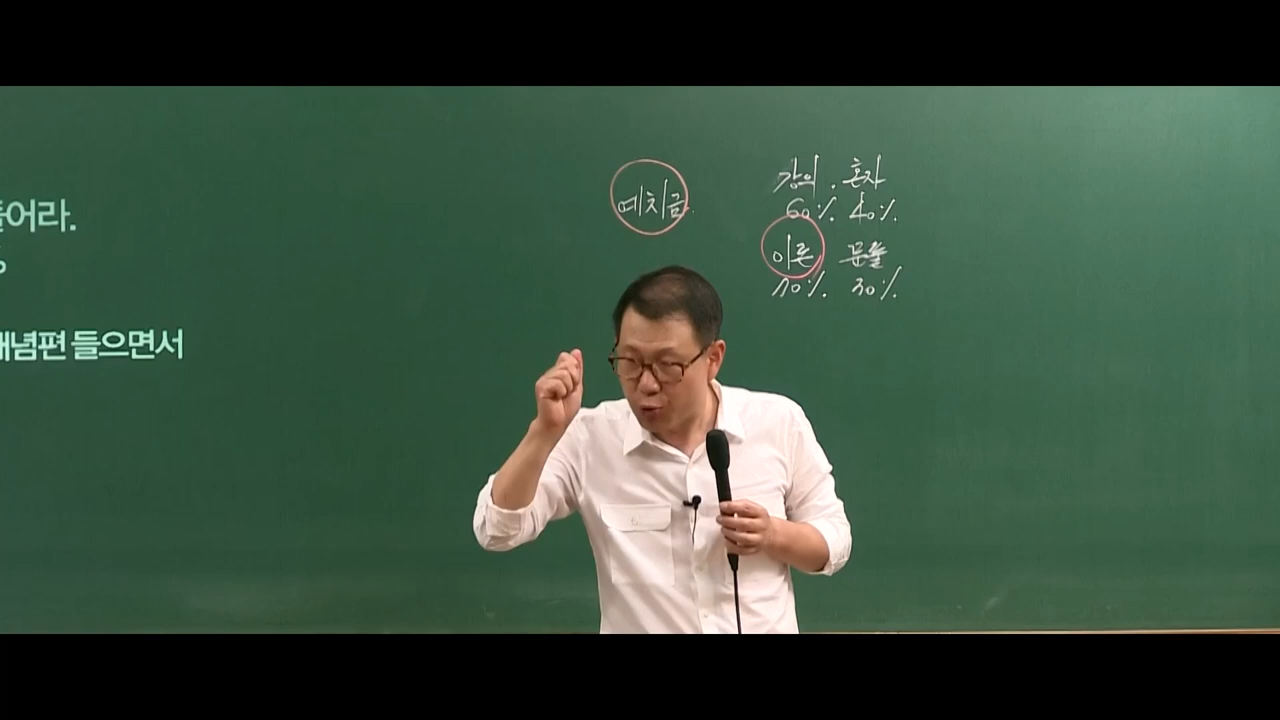 들어라.
개념편 들으면서
예치금
강의. 혼자
60%. 40%.
이론, 문풀
70%. 30%.